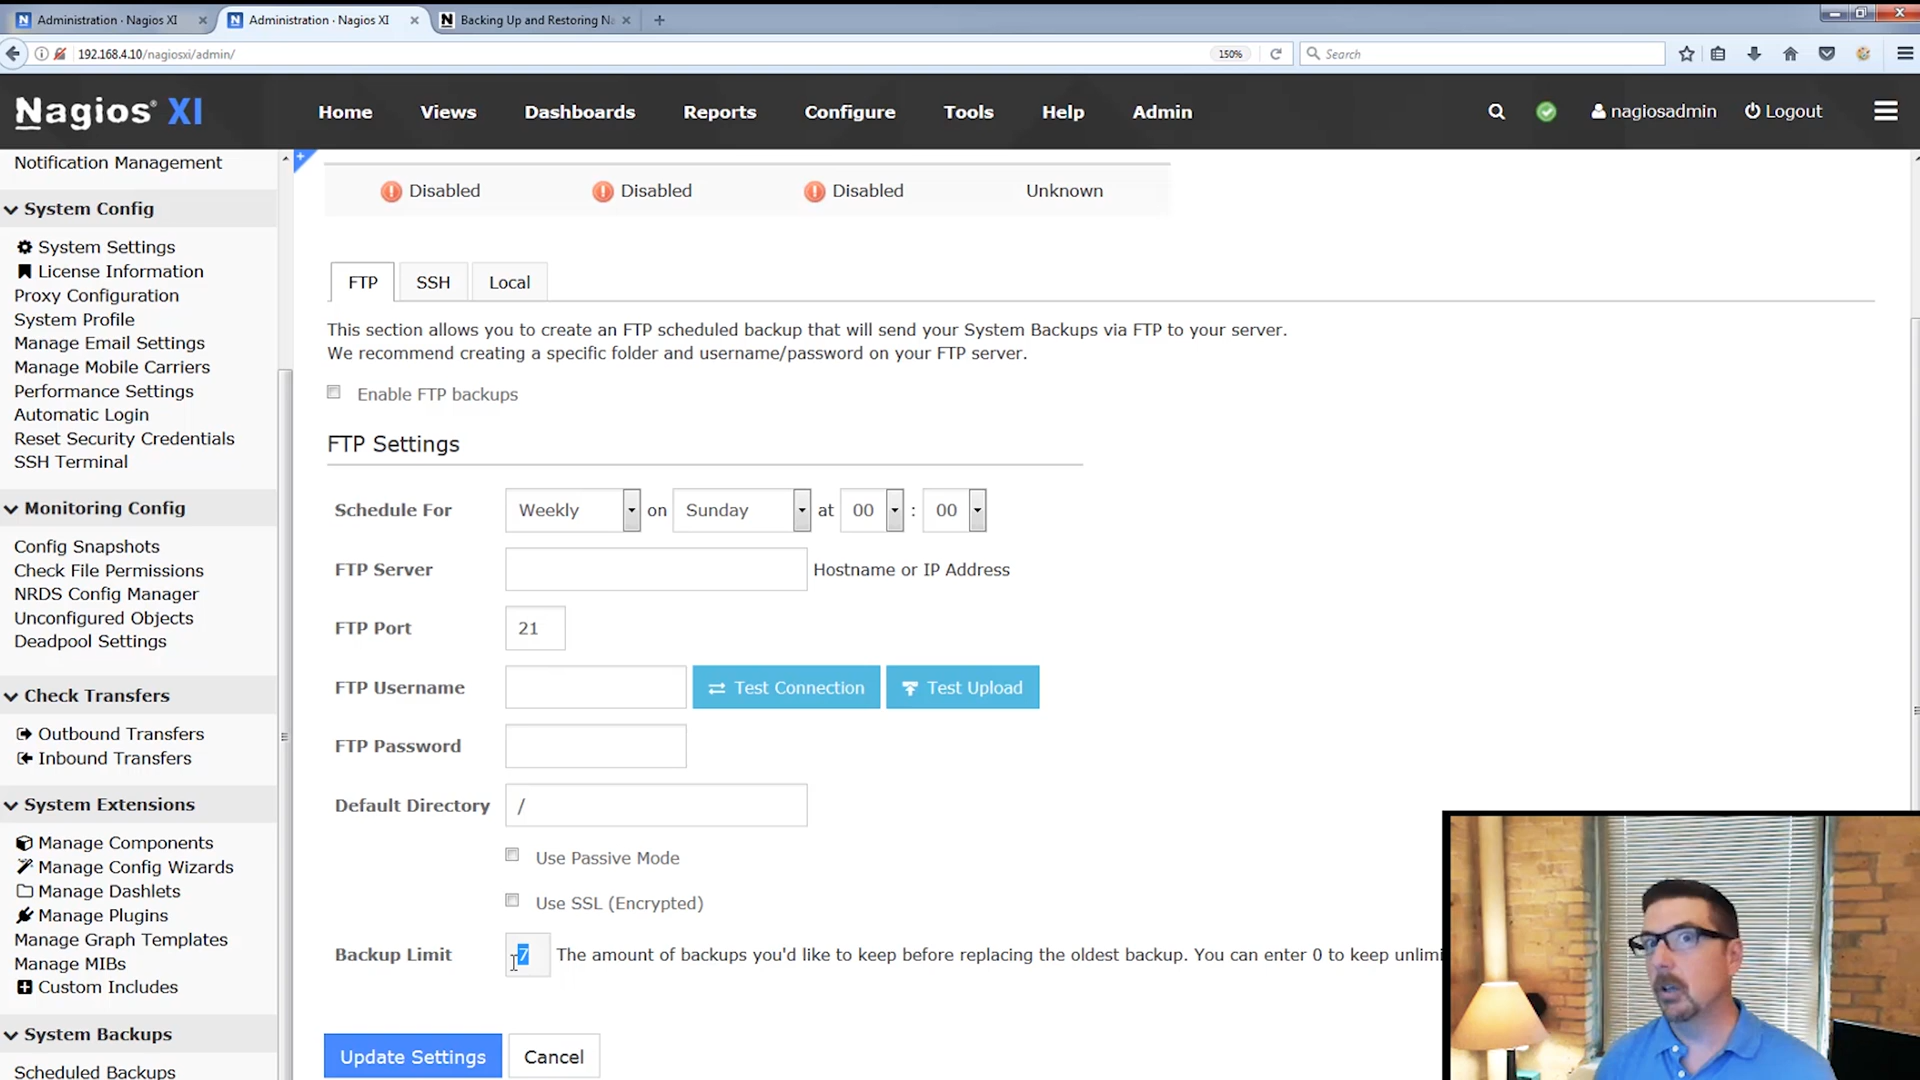 Administration · Nagios XI
Administration · Nagios XI
Backing Up and Restoring Na
192.168.4.10/nagiosxi/admin/
150%
Search
Nagios® XI
Home
Views
Dashboards
Reports
Configure
Tools
Help
Admin
nagiosadmin
Logout
Notification Management
System Config
System Settings
License Information
Proxy Configuration
System Profile
Manage Email Settings
Manage Mobile Carriers
Performance Settings
Automatic Login
Reset Security Credentials
SSH Terminal
Monitoring Config
Config Snapshots
Check File Permissions
NRDS Config Manager
Unconfigured Objects
Deadpool Settings
Check Transfers
Outbound Transfers
Inbound Transfers
System Extensions
Manage Components
Manage Config Wizards
Manage Dashlets
Manage Plugins
Manage Graph Templates
Manage MIBs
Custom Includes
System Backups
Scheduled Backups
Disabled Disabled Disabled Unknown
FTP SSH Local
This section allows you to create an FTP scheduled backup that will send your System Backups via FTP to your server.
We recommend creating a specific folder and username/password on your FTP server.
Enable FTP backups
FTP Settings
Schedule For Weekly on Sunday at 00 : 00
FTP Server Hostname or IP Address
FTP Port 21
FTP Username Test Connection Test Upload
FTP Password
Default Directory /
Use Passive Mode
Use SSL (Encrypted)
Backup Limit 7 The amount of backups you'd like to keep before replacing the oldest backup. You can enter 0 to keep unlimi
Update Settings Cancel